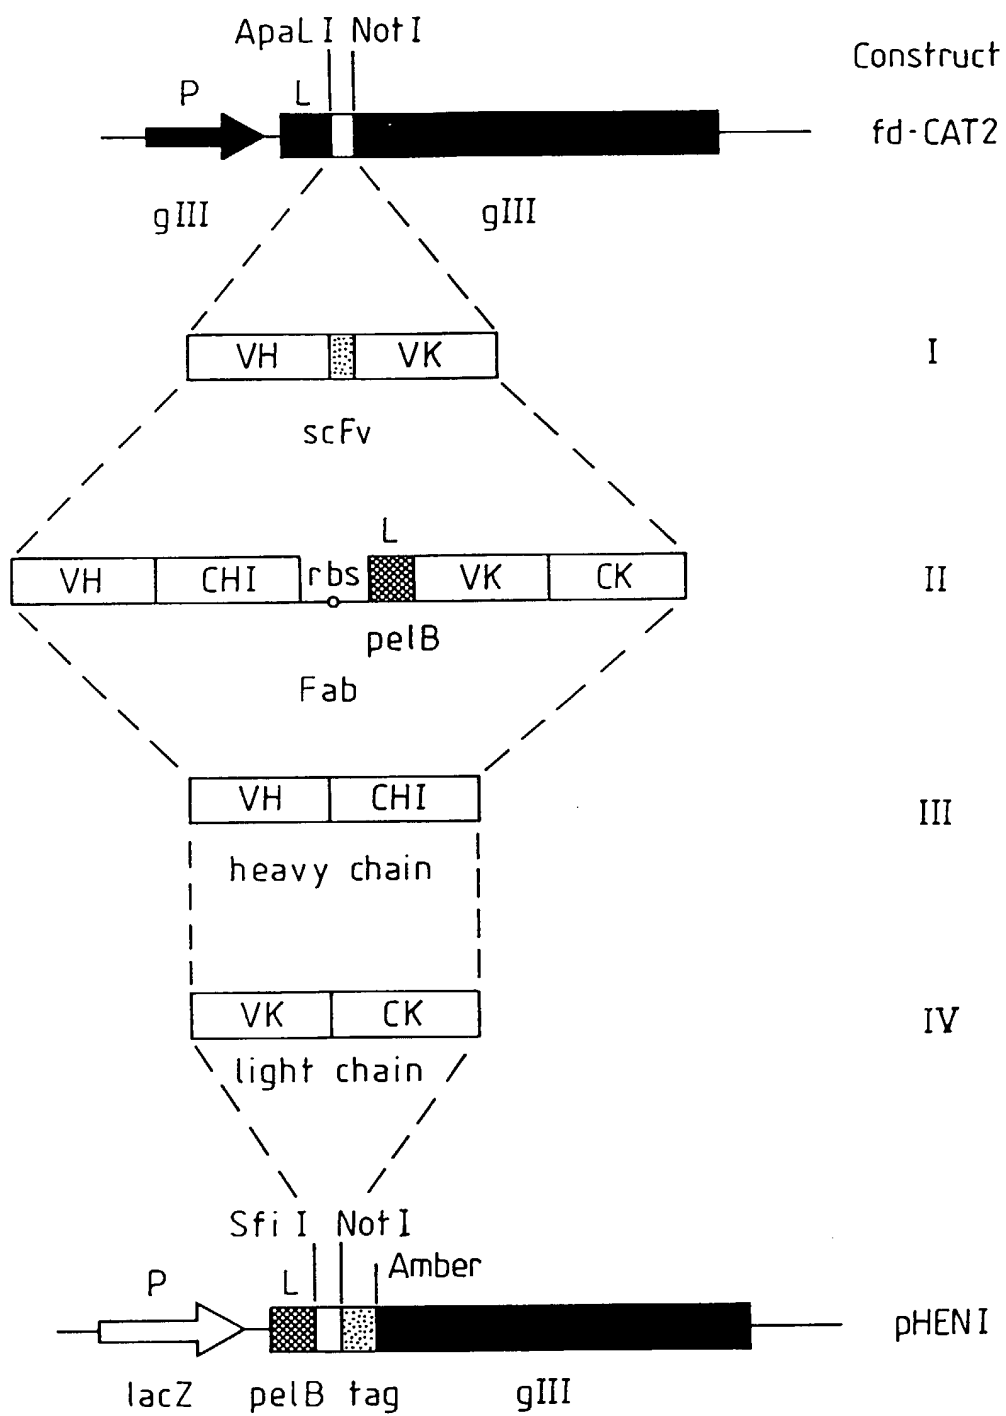 ApaL I Not I
Construct
P L
fd-CAT2
gIII gIII
VH VK I
scFv
L
VH CHI rbs VK CK II
pelB
Fab
VH CHI III
heavy chain
VK CK IV
light chain
Sfi I Not I
Amber
P L
pHEN I
lacZ pelB tag gIII